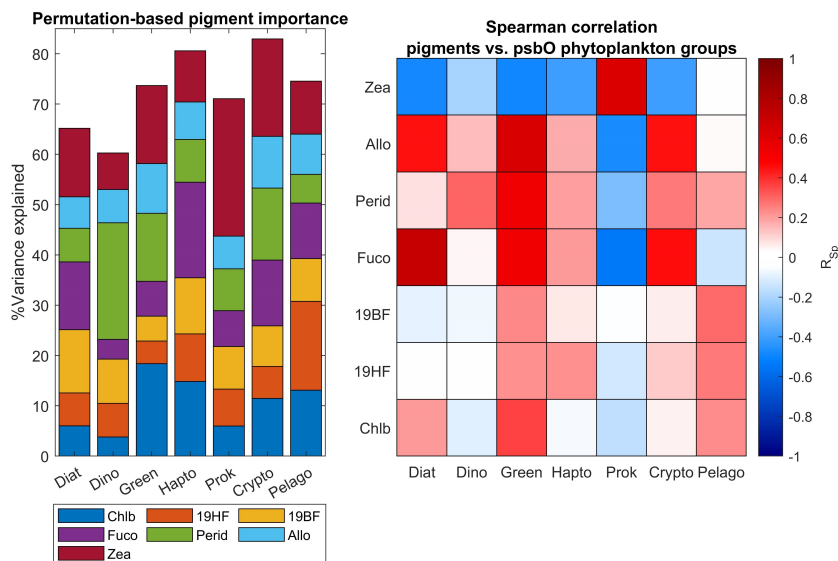 Permutation-based pigment importance
%Variance explained
80
70
60
50
40
30
20
10
0
Diat
Dino
Green
Hapto
Prok
Crypto
Pelago
Chlb
19HF
19BF
Fuco
Perid
Allo
Zea
Spearman correlation
pigments vs. psbO phytoplankton groups
Zea
Allo
Perid
Fuco
19BF
19HF
Chlb
Diat
Dino
Green
Hapto
Prok
Crypto
Pelago
1
0.8
0.6
0.4
0.2
0
-0.2
-0.4
-0.6
-0.8
-1
R_Sp